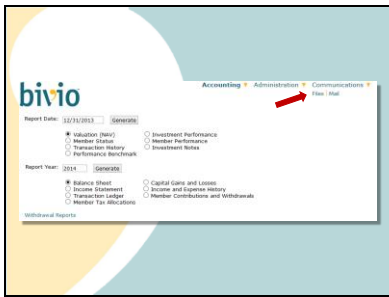 bivio
Accounting Administration Communications
Files | Mail
Report Date: 12/31/2013 Generate
Valuation (NAV) Investment Performance
Member Status Member Performance
Transaction History Investment Notes
Performance Benchmark
Report Year: 2014 Generate
Balance Sheet Capital Gains and Losses
Income Statement Income and Expense History
Transaction Ledger Member Contributions and Withdrawals
Member Tax Allocations
Withdrawal Reports